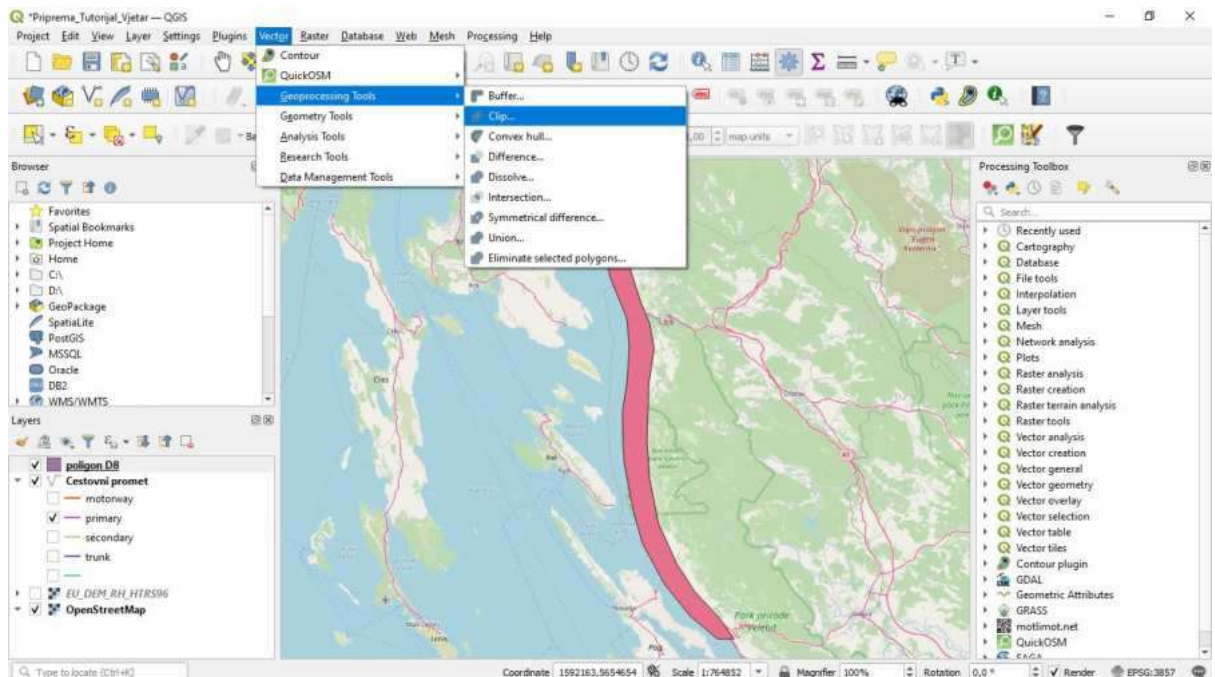 *Priprema_Tutorijal_Vjetar — QGIS
Project Edit View Layer Settings Plugins Vector Raster Database Web Mesh Processing Help
Contour
QuickOSM
Geoprocessing Tools
Geometry Tools
Analysis Tools
Research Tools
Data Management Tools
Buffer...
Clip...
Convex hull...
Difference...
Dissolve...
Intersection...
Symmetrical difference...
Union...
Eliminate selected polygons...
map units
Browser
Favorites
Spatial Bookmarks
Project Home
Home
C:\
D:\
GeoPackage
SpatiaLite
PostGIS
MSSQL
Oracle
DB2
WMS/WMTS
Layers
poligon D8
Cestovni promet
motorway
primary
secondary
trunk
EU_DEM_RH_HTRS96
OpenStreetMap
Cres
Rab
Park prirode
Velebit
Processing Toolbox
Search...
Recently used
Cartography
Database
File tools
Interpolation
Layer tools
Mesh
Network analysis
Plots
Raster analysis
Raster creation
Raster terrain analysis
Raster tools
Vector analysis
Vector creation
Vector general
Vector geometry
Vector overlay
Vector selection
Vector table
Vector tiles
Contour plugin
GDAL
Geometric Attributes
GRASS
motlimot.net
QuickOSM
SAGA
Type to locate (Ctrl+K)
Coordinate 1592163,5654654 Scale 1:764852 Magnifier 100% Rotation 0,0 ° Render EPSG:3857